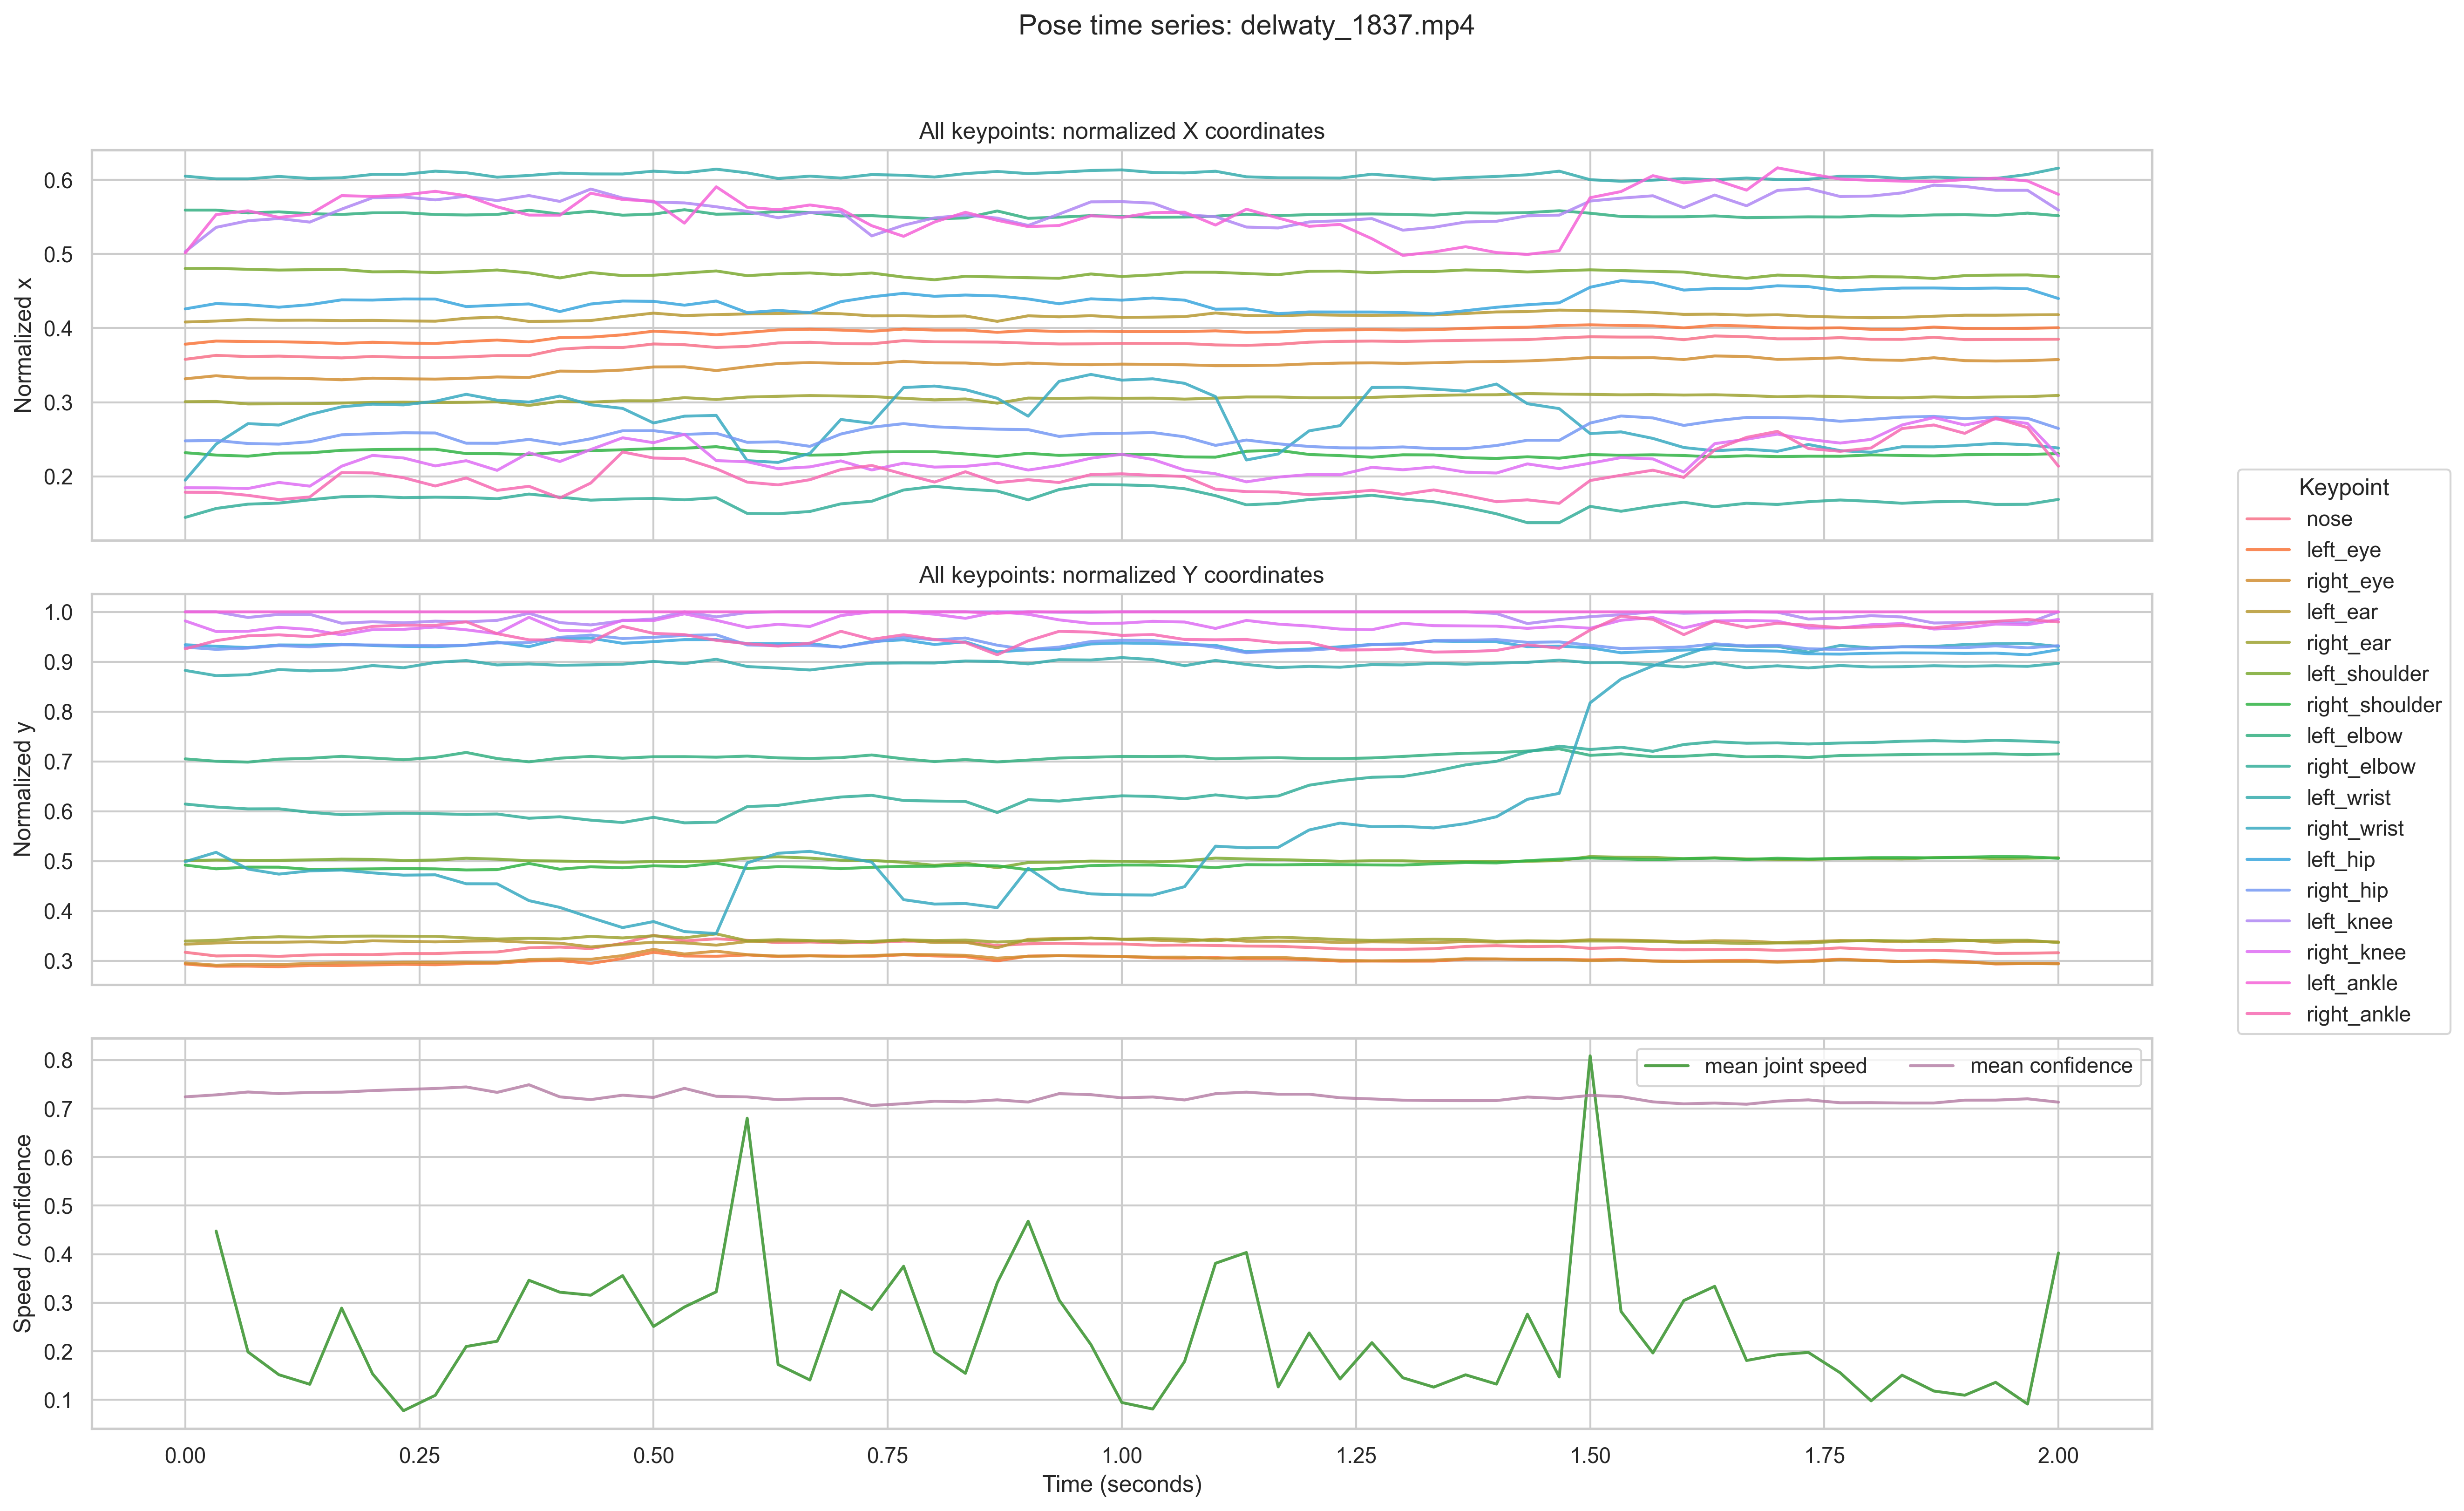 Pose time series: delwaty_1837.mp4
All keypoints: normalized X coordinates
Normalized x
0.6
0.5
0.4
0.3
0.2
All keypoints: normalized Y coordinates
Normalized y
1.0
0.9
0.8
0.7
0.6
0.5
0.4
0.3
Keypoint
nose
left_eye
right_eye
left_ear
right_ear
left_shoulder
right_shoulder
left_elbow
right_elbow
left_wrist
right_wrist
left_hip
right_hip
left_knee
right_knee
left_ankle
right_ankle
Speed / confidence
0.8
0.7
0.6
0.5
0.4
0.3
0.2
0.1
mean joint speed mean confidence
0.00 0.25 0.50 0.75 1.00 1.25 1.50 1.75 2.00
Time (seconds)